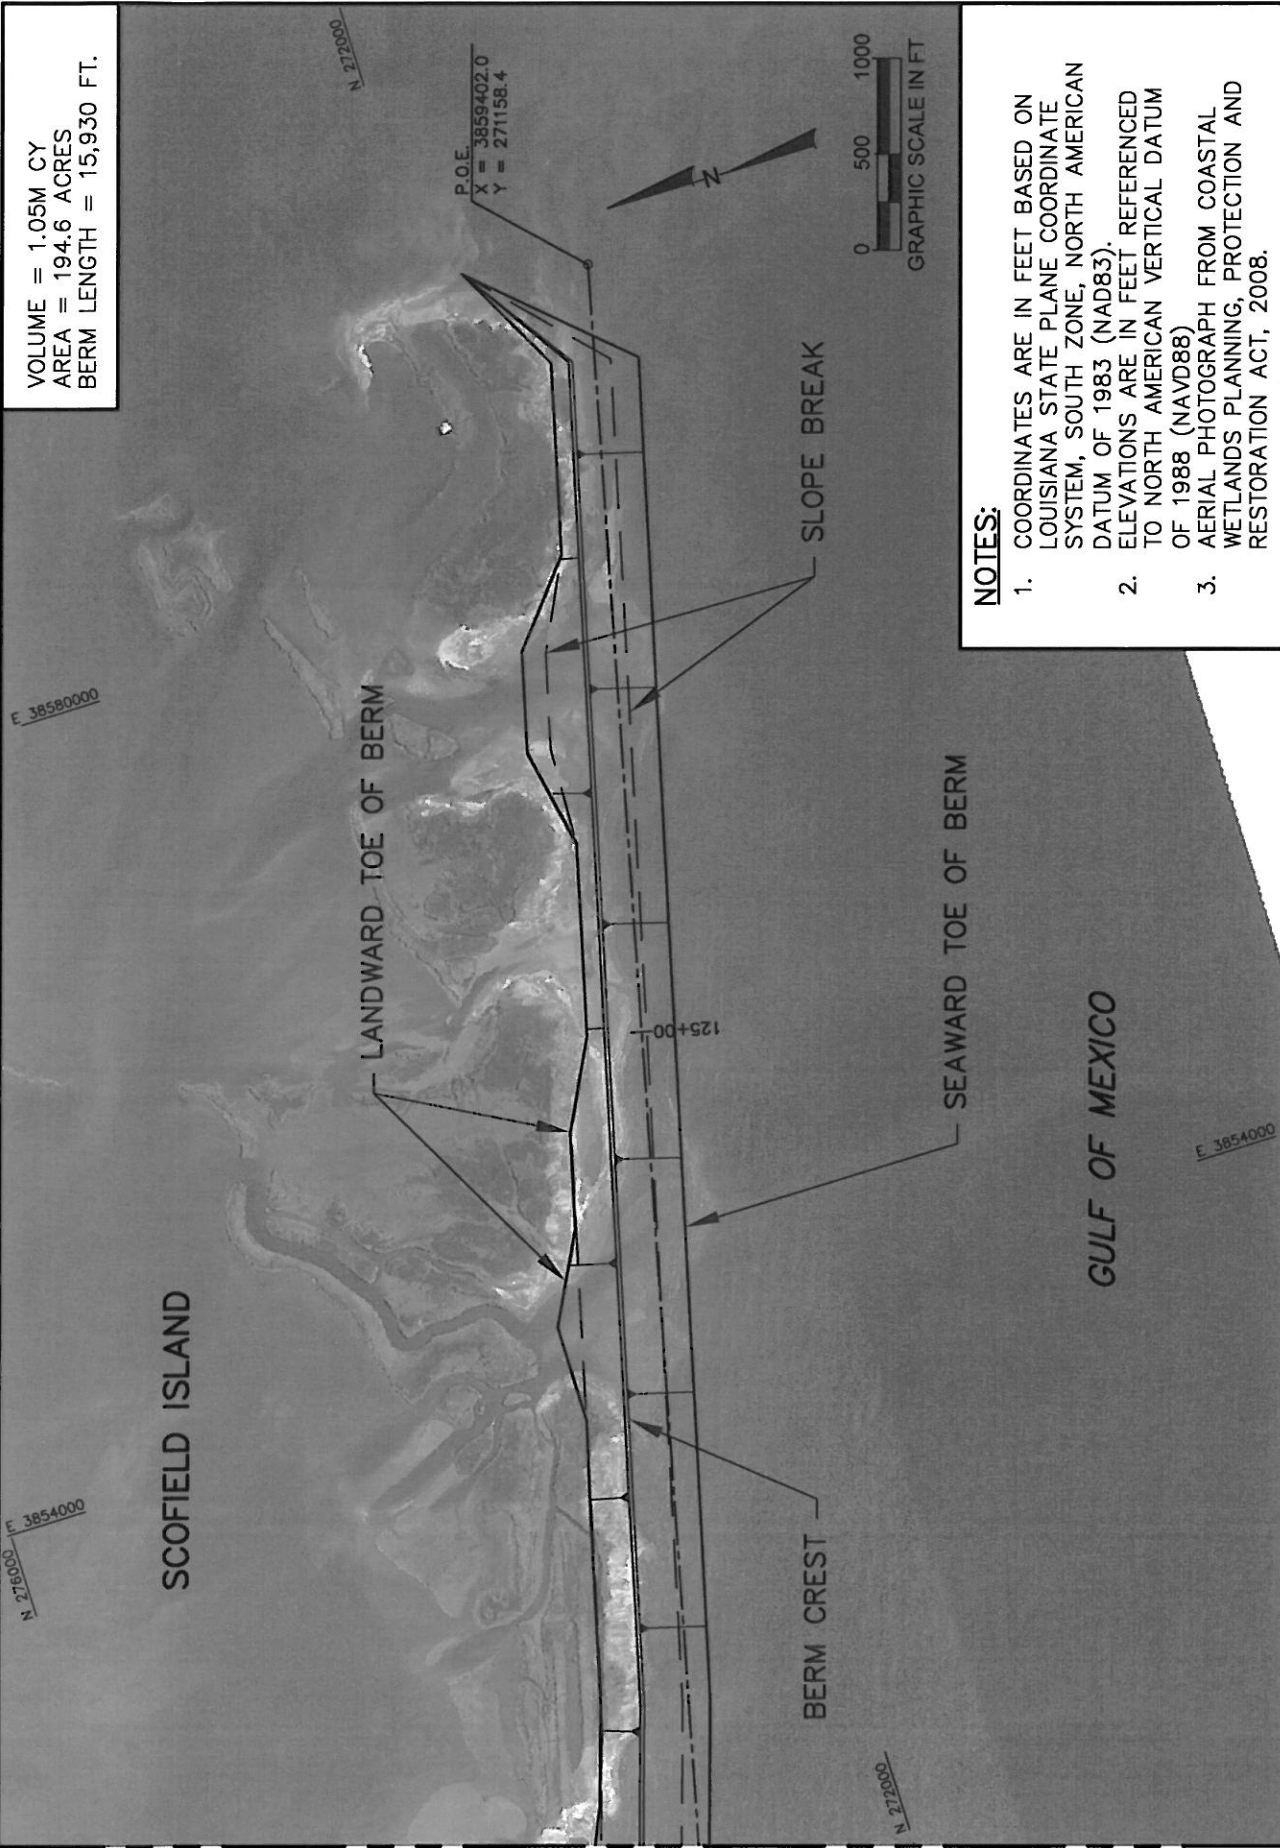 VOLUME = 1.05M CY
AREA = 194.6 ACRES
BERM LENGTH = 15,930 FT.
N 276000
E 3854000
E 38580000
N 272000
SCOFIELD ISLAND
LANDWARD TOE OF BERM
P.O.E.
X = 3859402.0
Y = 271158.4
N
0 500 1000
GRAPHIC SCALE IN FT
125+00
SLOPE BREAK
BERM CREST
SEAWARD TOE OF BERM
GULF OF MEXICO
N 272000
E 3854000
NOTES:
1. COORDINATES ARE IN FEET BASED ON
LOUISIANA STATE PLANE COORDINATE
SYSTEM, SOUTH ZONE, NORTH AMERICAN
DATUM OF 1983 (NAD83).
2. ELEVATIONS ARE IN FEET REFERENCED
TO NORTH AMERICAN VERTICAL DATUM
OF 1988 (NAVD88)
3. AERIAL PHOTOGRAPH FROM COASTAL
WETLANDS PLANNING, PROTECTION AND
RESTORATION ACT, 2008.